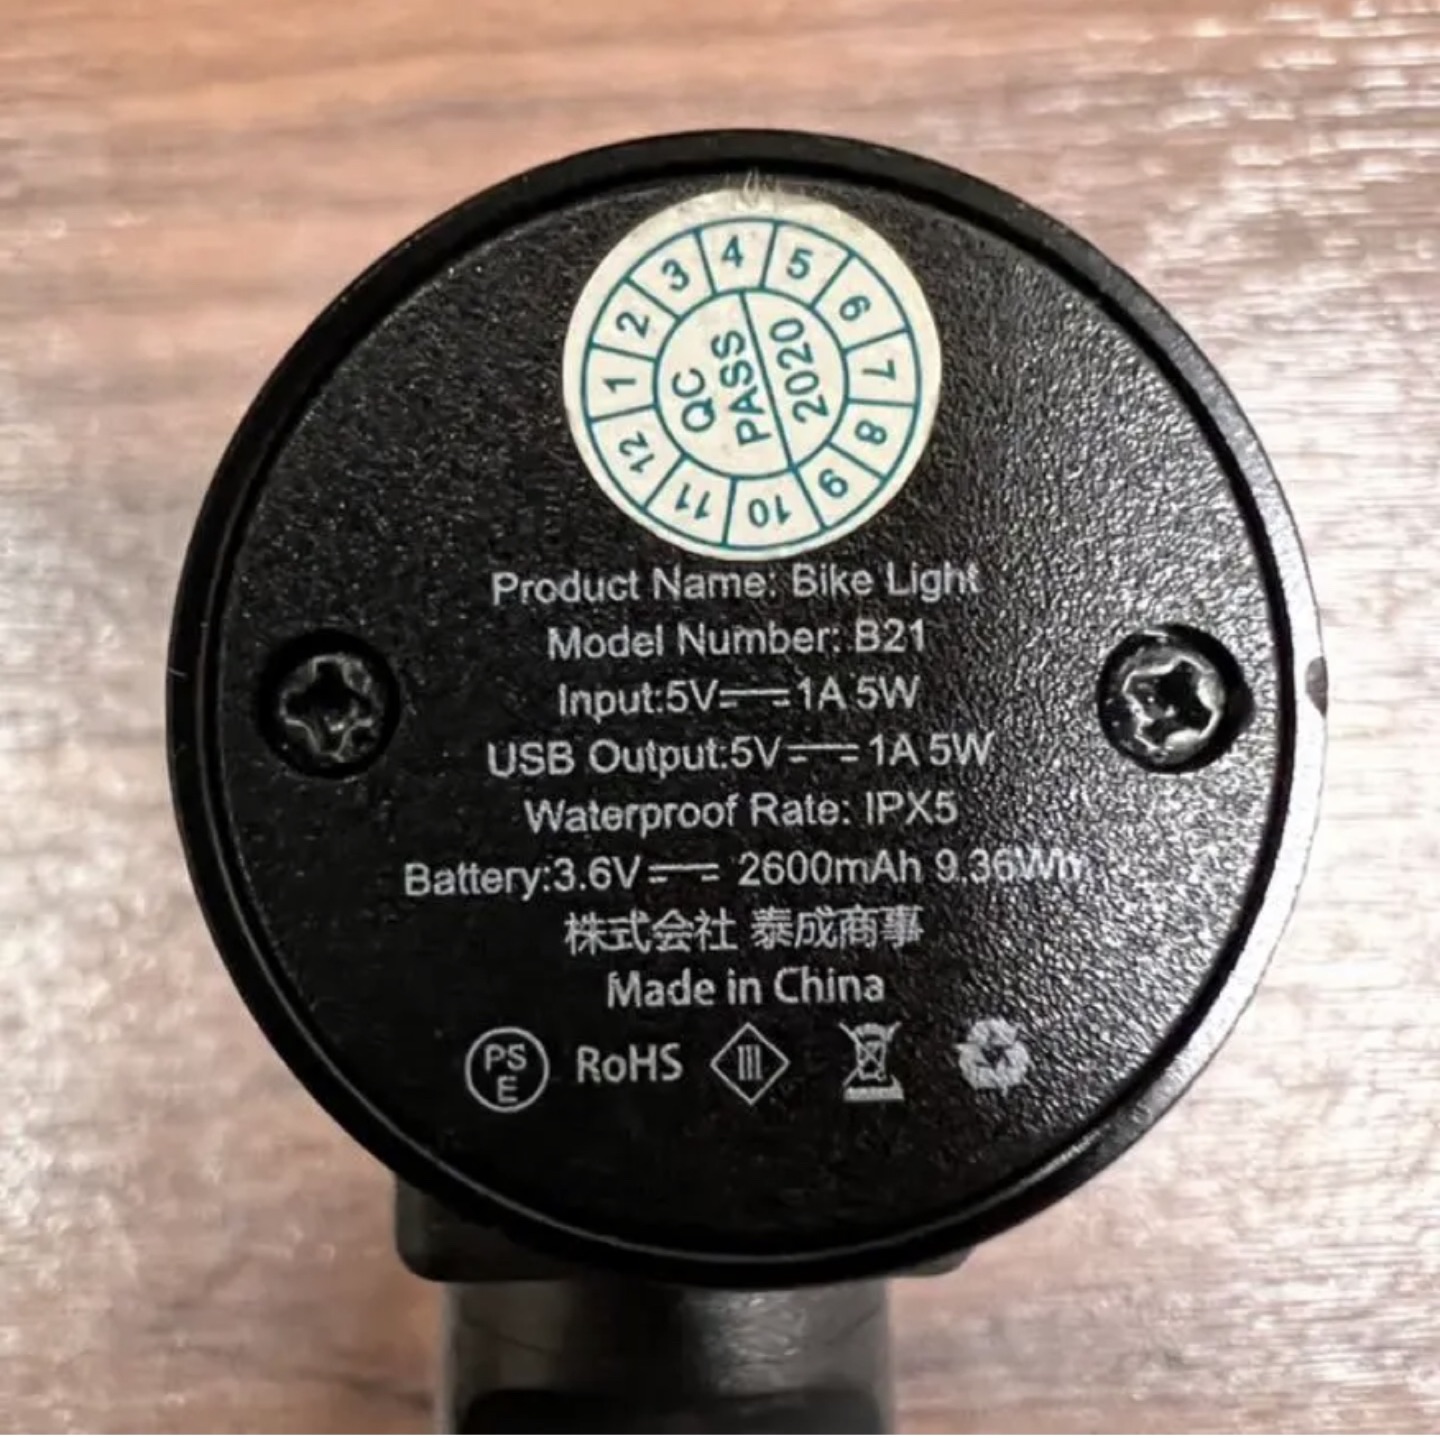 1 2 3 4 5 6 7 8 9 10 11 12
QC
PASS
2020
Product Name: Bike Light
Model Number: B21
Input:5V⎓1A 5W
USB Output:5V⎓1A 5W
Waterproof Rate: IPX5
Battery:3.6V⎓ 2600mAh 9.36Wh
株式会社 泰成商事
Made in China
PS
E
RoHS